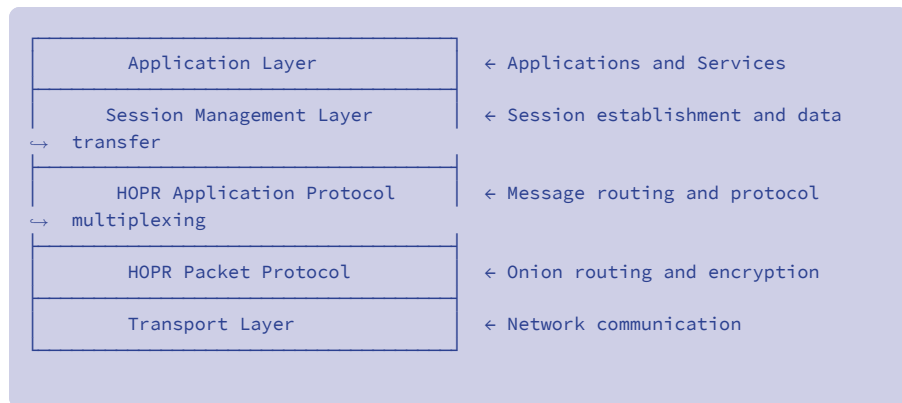 Application Layer ← Applications and Services
Session Management Layer ← Session establishment and data
↪ transfer
HOPR Application Protocol ← Message routing and protocol
↪ multiplexing
HOPR Packet Protocol ← Onion routing and encryption
Transport Layer ← Network communication